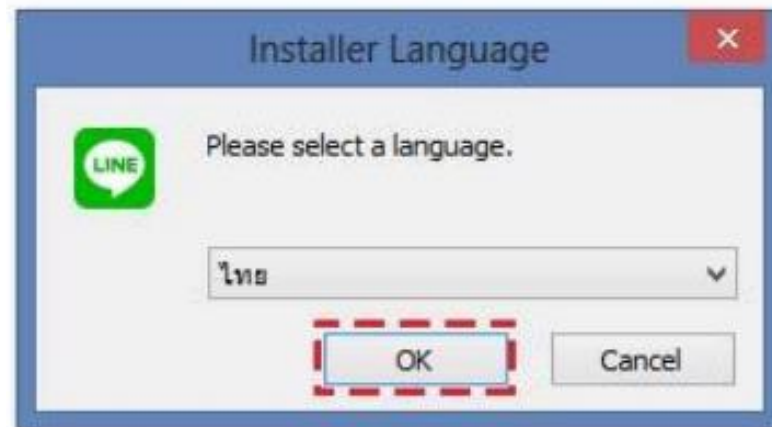 Installer Language
LINE
Please select a language.
ไทย
OK
Cancel